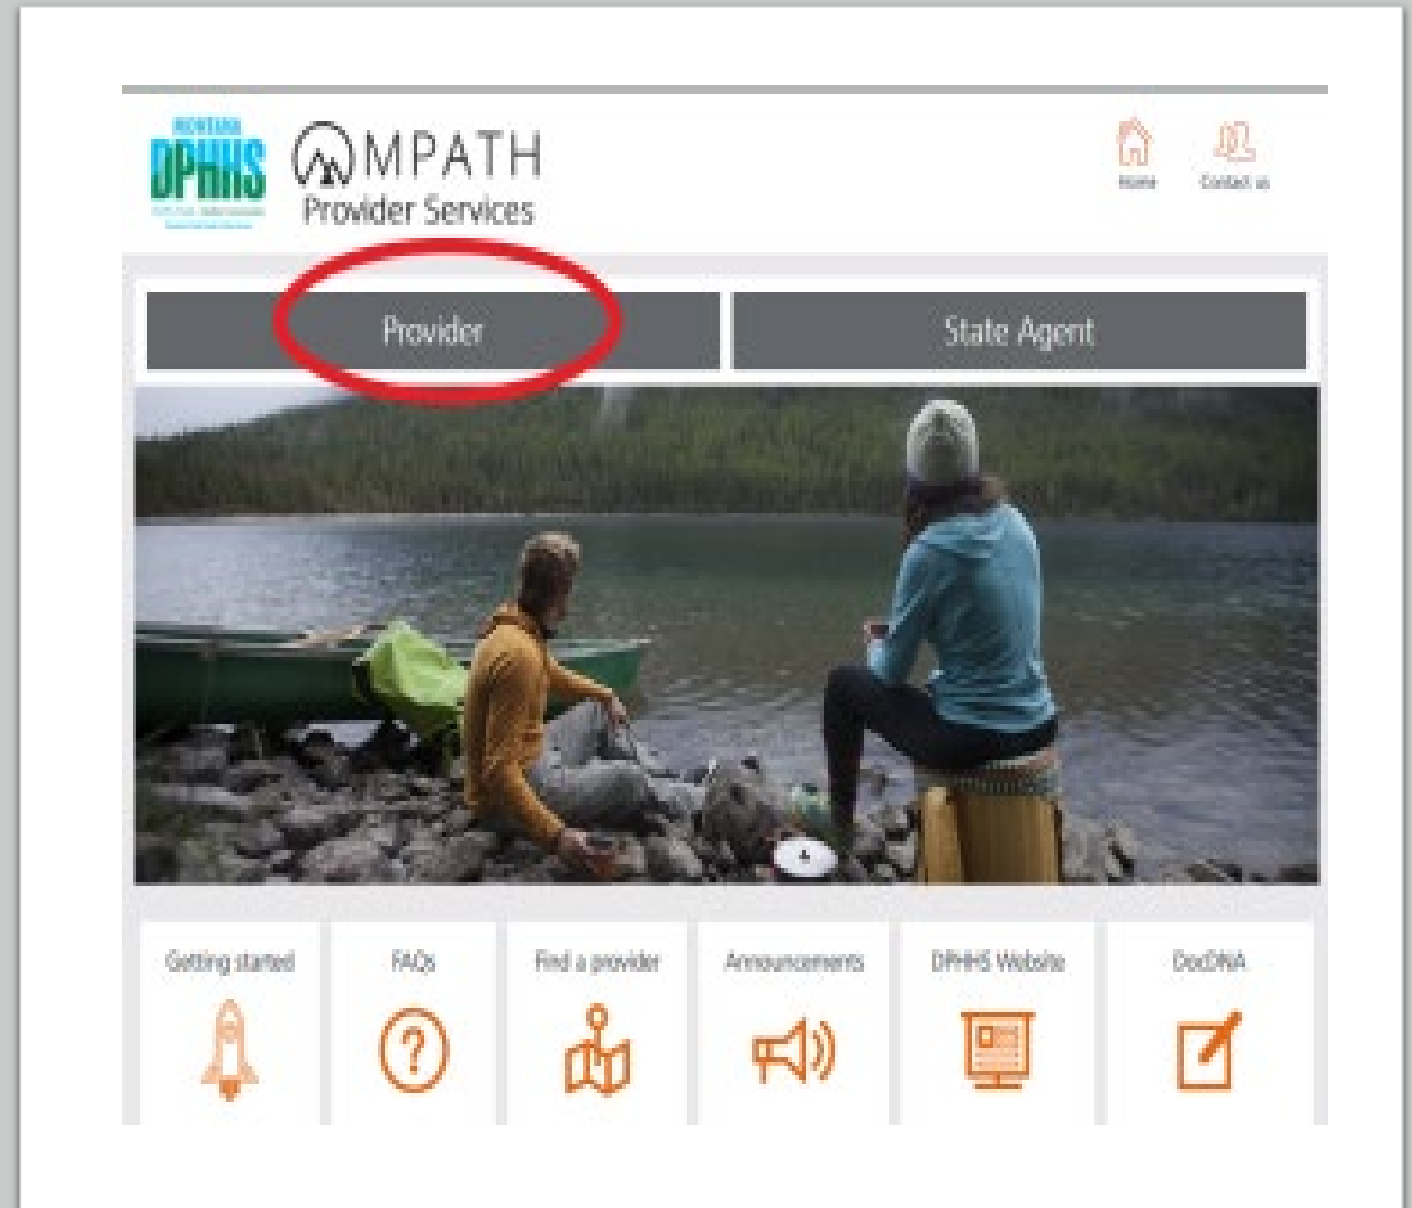 MONTANA
DPHHS
MPATH
Provider Services
Home
Contact us
Provider
State Agent
Getting started
FAQs
Find a provider
Announcements
DPHHS Website
DocDNA